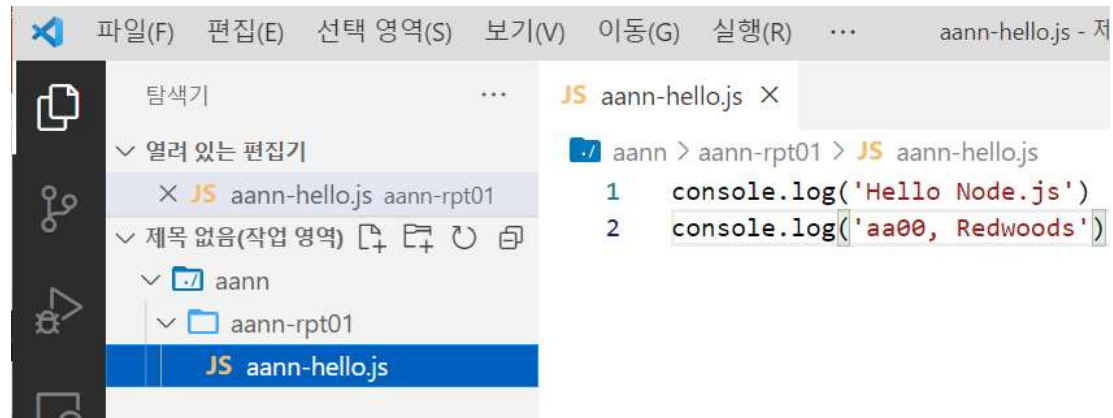 파일(F) 편집(E) 선택 영역(S) 보기(V) 이동(G) 실행(R) ··· aann-hello.js - 제
탐색기 ···
JS aann-hello.js ×
열려 있는 편집기
× JS aann-hello.js aann-rpt01
제목 없음(작업 영역)
aann
aann-rpt01
JS aann-hello.js
./ aann > aann-rpt01 > JS aann-hello.js
1 console.log('Hello Node.js')
2 console.log('aa00, Redwoods')